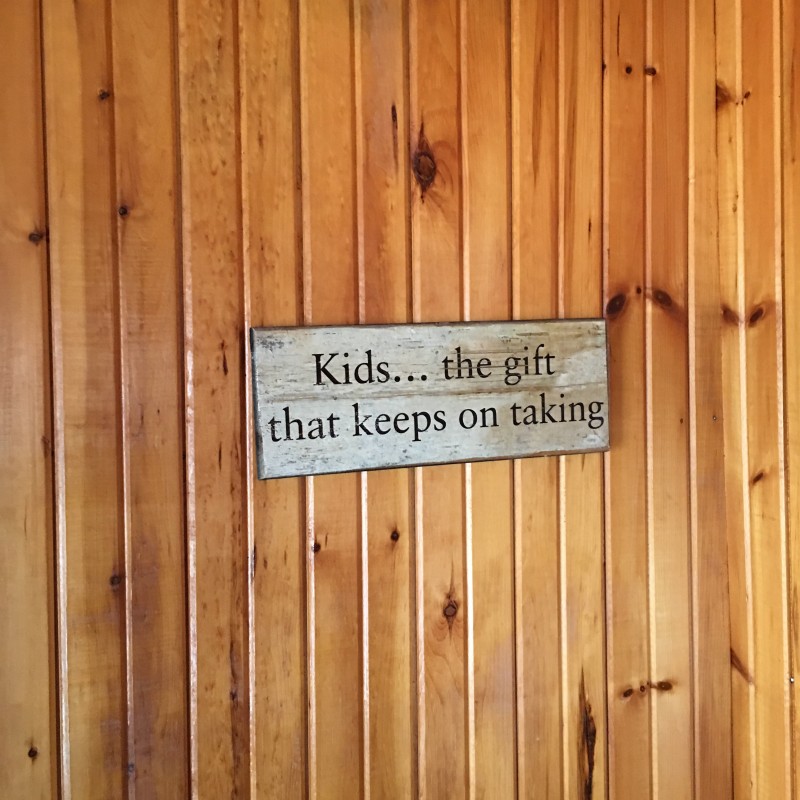 Kids... the gift
that keeps on taking